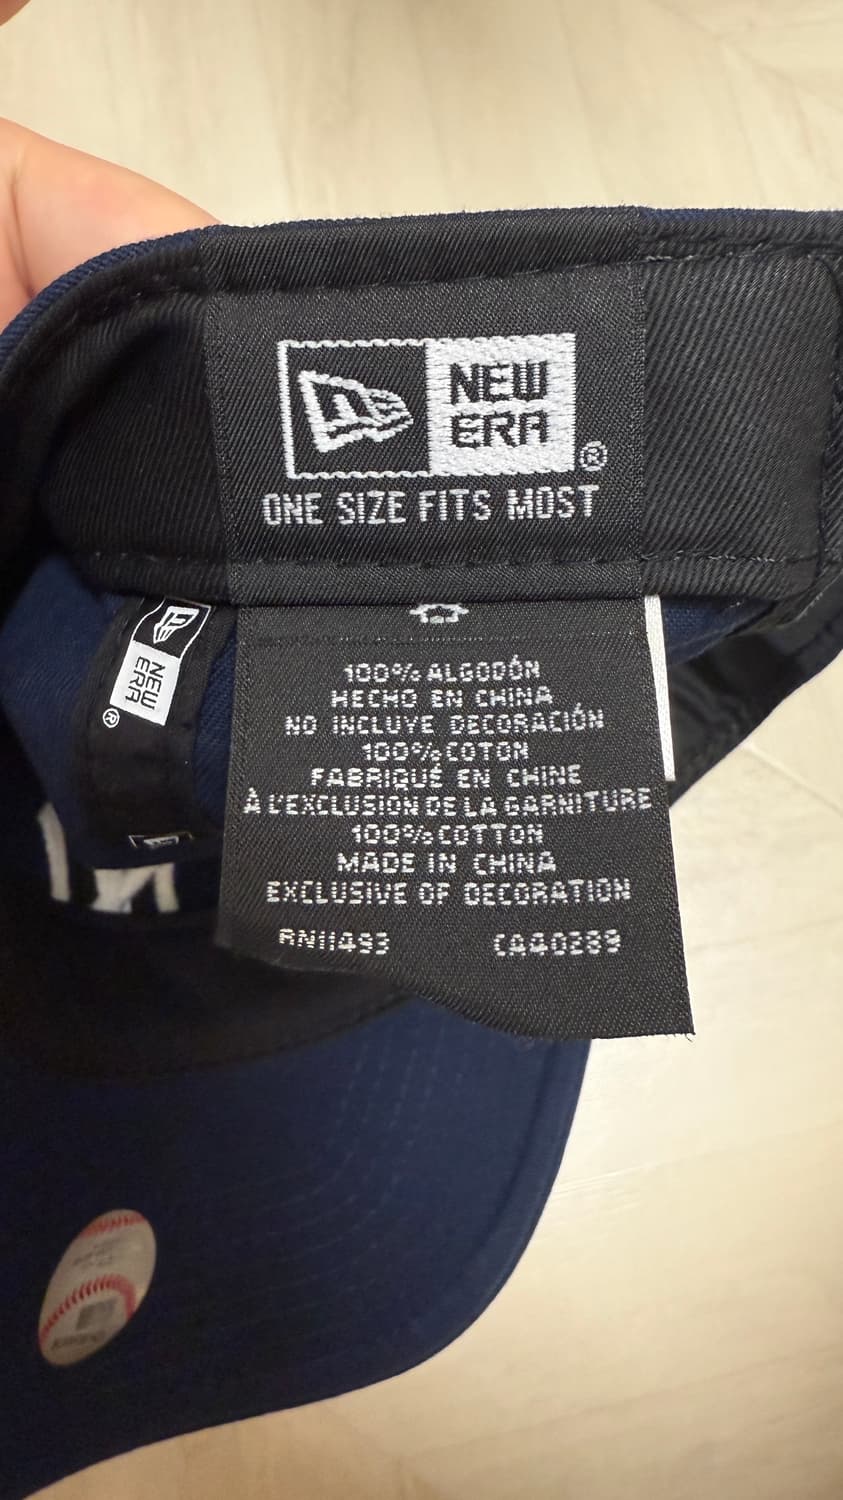 NEW
ERA
®
ONE SIZE FITS MOST
100% ALGODÓN
HECHO EN CHINA
NO INCLUYE DECORACIÓN
100% COTON
FABRIQUÉ EN CHINE
À L'EXCLUSION DE LA GARNITURE
100% COTTON
MADE IN CHINA
EXCLUSIVE OF DECORATION
RN11493 CA40289
NEW
ERA
®